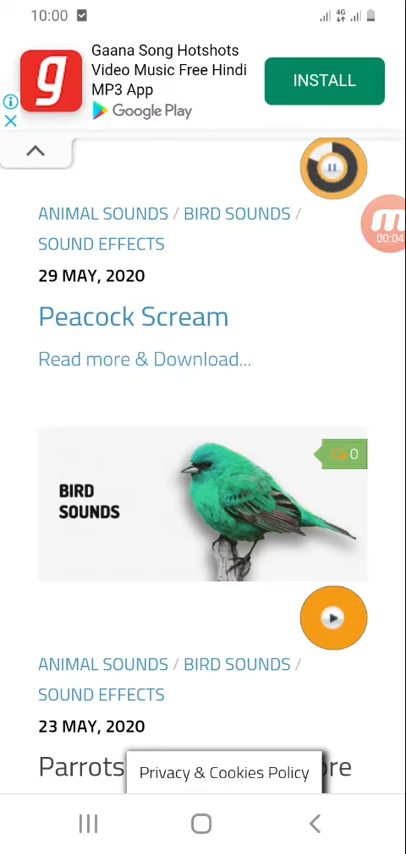 10:00
4G
Gaana Song Hotshots
Video Music Free Hindi
MP3 App
Google Play
INSTALL
00:04
ANIMAL SOUNDS / BIRD SOUNDS /
SOUND EFFECTS
29 MAY, 2020
Peacock Scream
Read more & Download...
0
BIRD
SOUNDS
ANIMAL SOUNDS / BIRD SOUNDS /
SOUND EFFECTS
23 MAY, 2020
Parrots
Privacy & Cookies Policy